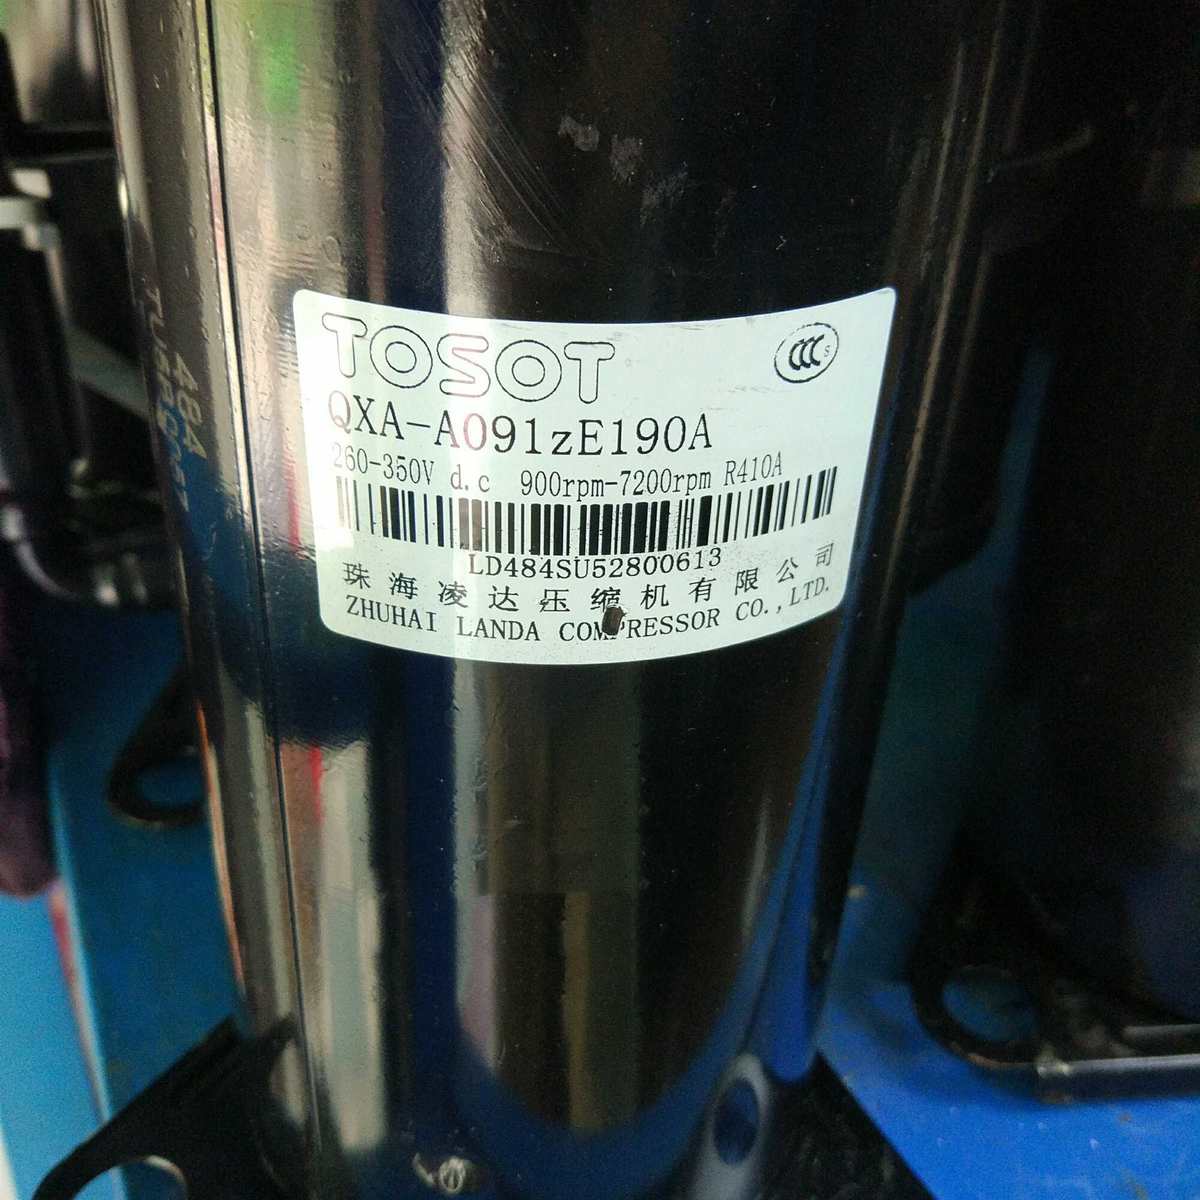 TOSOT
CCC S
QXA-A091zE190A
260-350V d.c 900rpm-7200rpm R410A
LD484SU52800613
珠海凌达压缩机有限公司
ZHUHAI LANDA COMPRESSOR CO.,LTD.
484